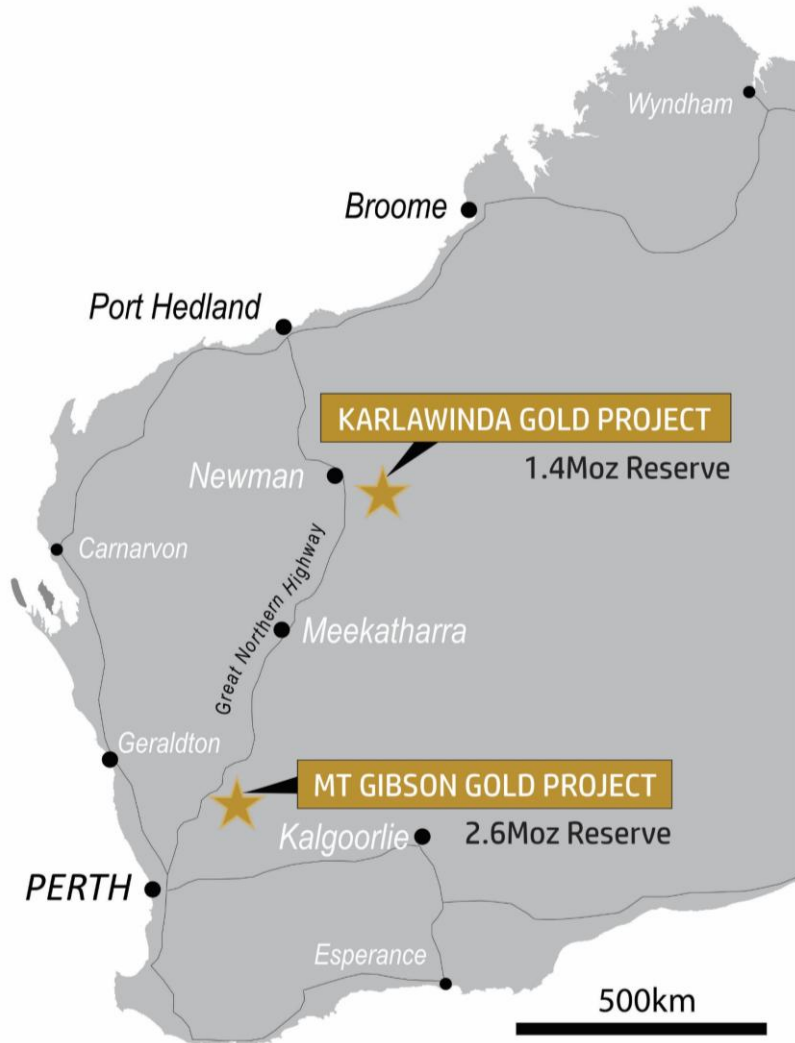 Wyndham
Broome
Port Hedland
KARLAWINDA GOLD PROJECT
1.4Moz Reserve
Newman
Great Northern Highway
Carnarvon
Meekatharra
Geraldton
MT GIBSON GOLD PROJECT
2.6Moz Reserve
Kalgoorlie
PERTH
Esperance
500km